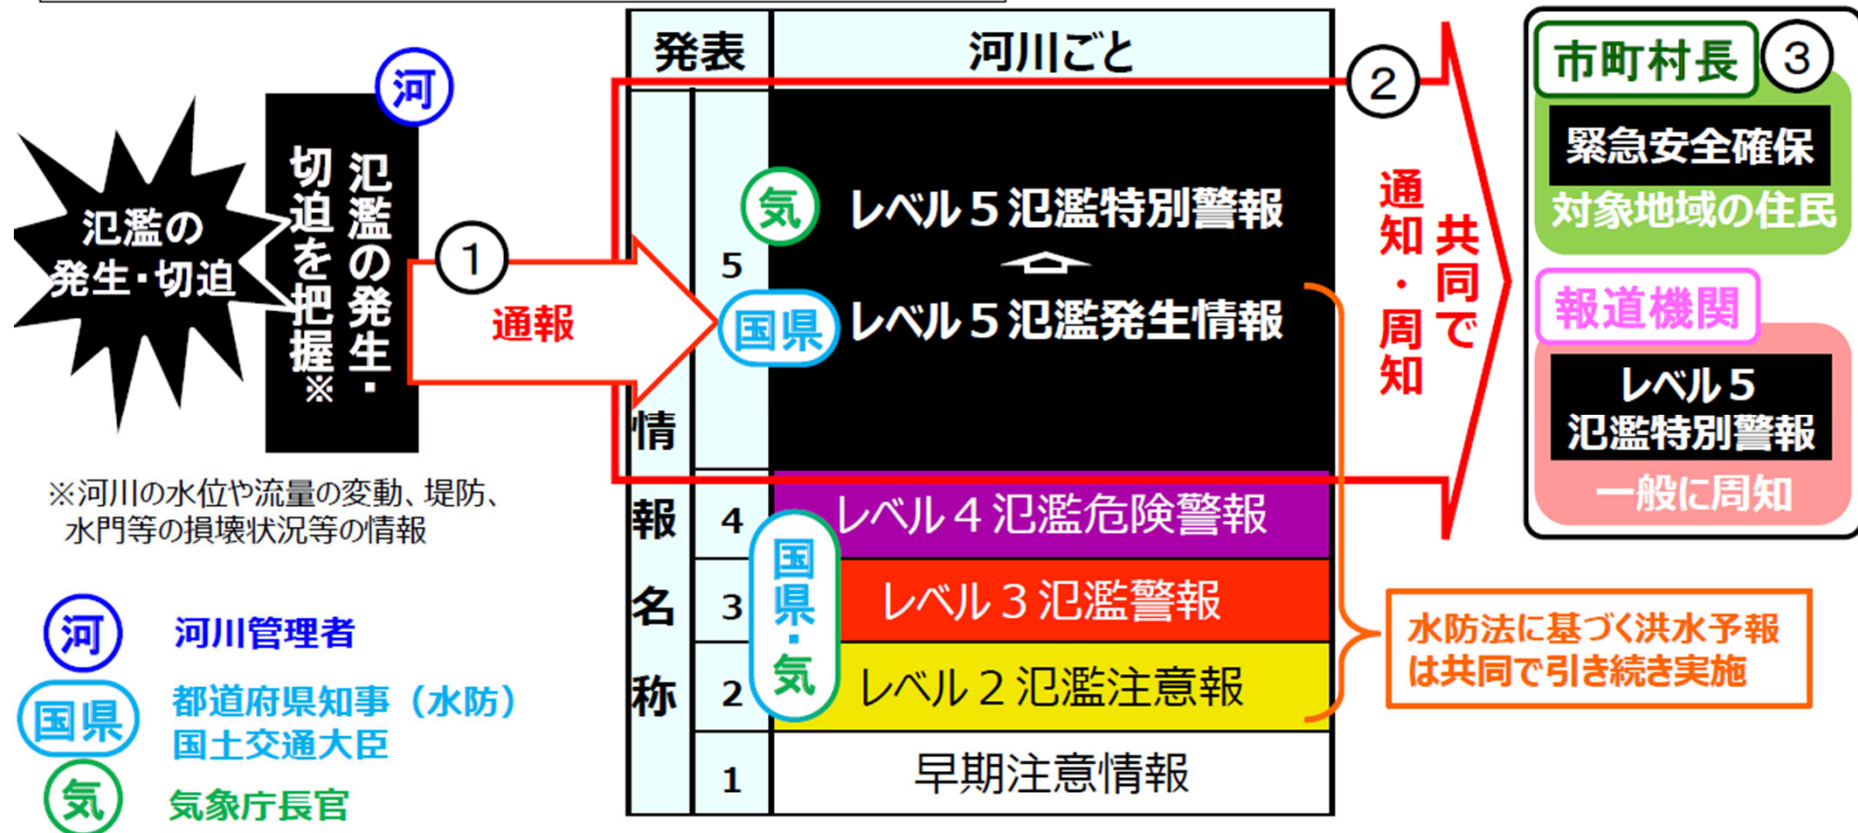 氾濫の
発生・切迫
氾濫の発生・
切迫を把握※
河
①
通報
※河川の水位や流量の変動、堤防、
水門等の損壊状況等の情報
河 河川管理者
国県 都道府県知事（水防）
国土交通大臣
気 気象庁長官
発表 河川ごと
情報名称
5
気 レベル５氾濫特別警報
国県 レベル５氾濫発生情報
4 レベル４氾濫危険警報
国県・気
3 レベル３氾濫警報
2 レベル２氾濫注意報
1 早期注意情報
②
共同で
通知・周知
市町村長 ③
緊急安全確保
対象地域の住民
報道機関
レベル５
氾濫特別警報
一般に周知
水防法に基づく洪水予報
は共同で引き続き実施